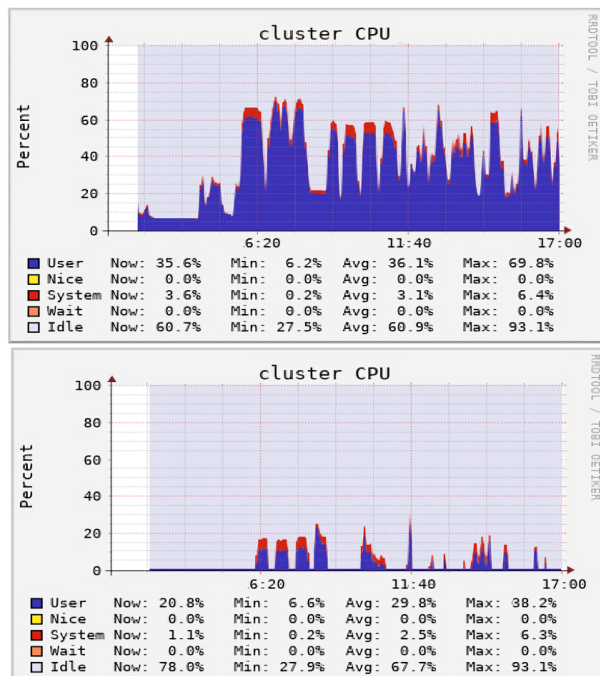 cluster CPU
RRDTOOL / TOBI OETIKER
Percent
100
80
60
40
20
0
6:20 11:40 17:00
User Now: 35.6% Min: 6.2% Avg: 36.1% Max: 69.8%
Nice Now: 0.0% Min: 0.0% Avg: 0.0% Max: 0.0%
System Now: 3.6% Min: 0.2% Avg: 3.1% Max: 6.4%
Wait Now: 0.0% Min: 0.0% Avg: 0.0% Max: 0.0%
Idle Now: 60.7% Min: 27.5% Avg: 60.9% Max: 93.1%
cluster CPU
RRDTOOL / TOBI OETIKER
Percent
100
80
60
40
20
0
6:20 11:40 17:00
User Now: 20.8% Min: 6.6% Avg: 29.8% Max: 38.2%
Nice Now: 0.0% Min: 0.0% Avg: 0.0% Max: 0.0%
System Now: 1.1% Min: 0.2% Avg: 2.5% Max: 6.3%
Wait Now: 0.0% Min: 0.0% Avg: 0.0% Max: 0.0%
Idle Now: 78.0% Min: 27.9% Avg: 67.7% Max: 93.1%